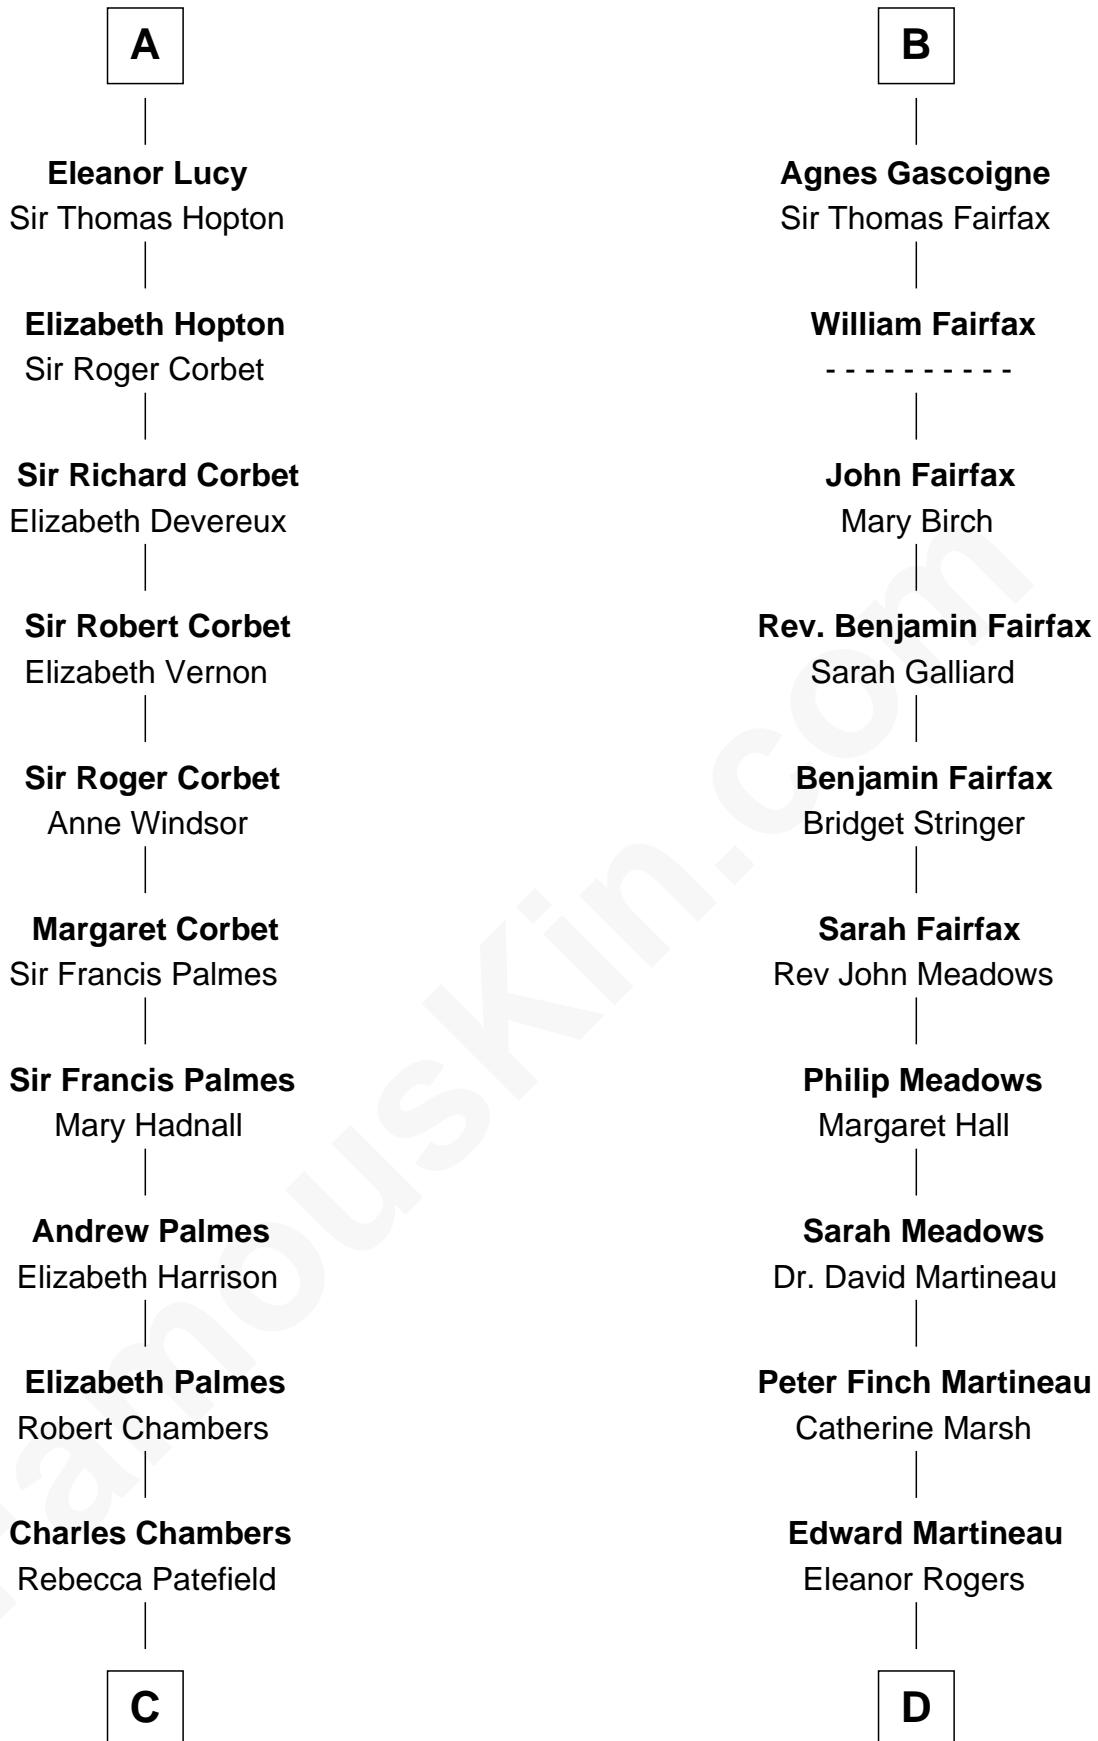 A
Eleanor Lucy
Sir Thomas Hopton
Elizabeth Hopton
Sir Roger Corbet
Sir Richard Corbet
Elizabeth Devereux
Sir Robert Corbet
Elizabeth Vernon
Sir Roger Corbet
Anne Windsor
Margaret Corbet
Sir Francis Palmes
Sir Francis Palmes
Mary Hadnall
Andrew Palmes
Elizabeth Harrison
Elizabeth Palmes
Robert Chambers
Charles Chambers
Rebecca Patefield
C
B
Agnes Gascoigne
Sir Thomas Fairfax
William Fairfax
- - - - - - - - - -
John Fairfax
Mary Birch
Rev. Benjamin Fairfax
Sarah Galliard
Benjamin Fairfax
Bridget Stringer
Sarah Fairfax
Rev John Meadows
Philip Meadows
Margaret Hall
Sarah Meadows
Dr. David Martineau
Peter Finch Martineau
Catherine Marsh
Edward Martineau
Eleanor Rogers
D
FamousKin.com